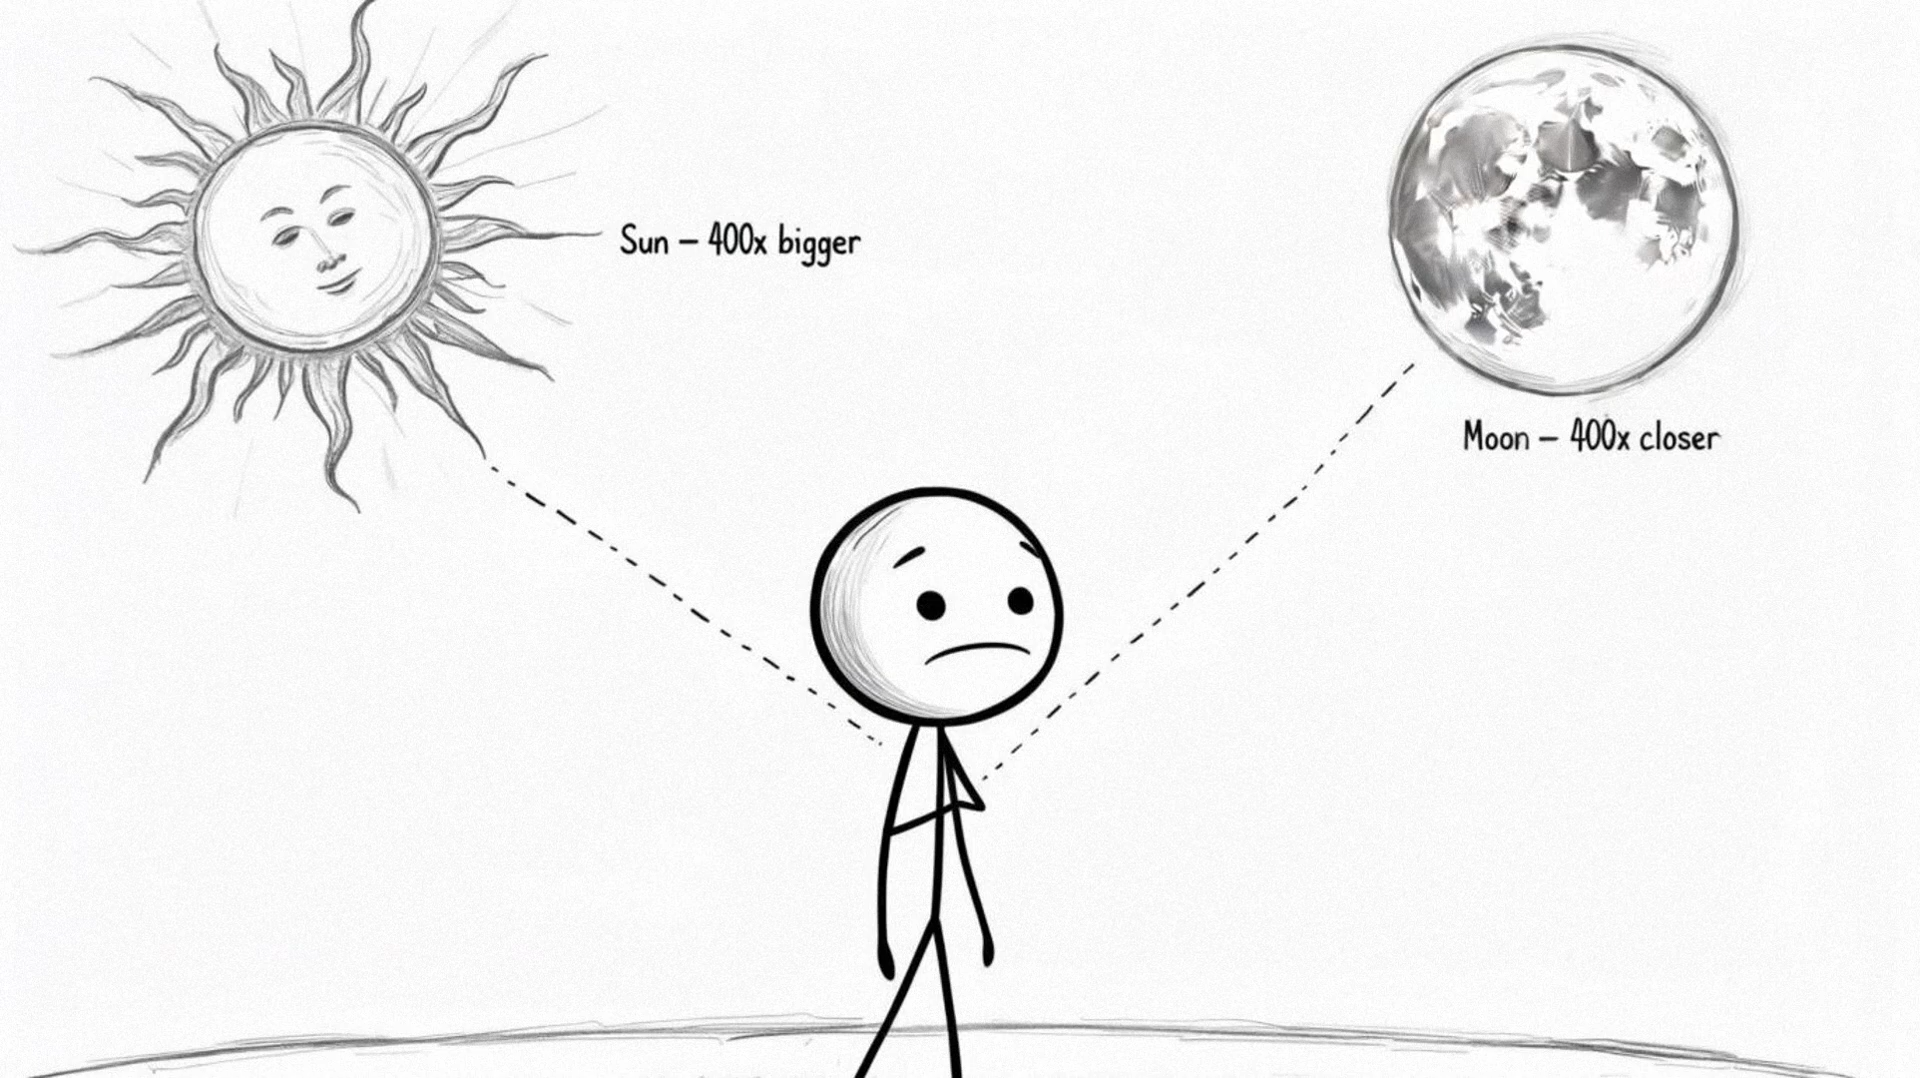 Sun – 400x bigger
Moon – 400x closer